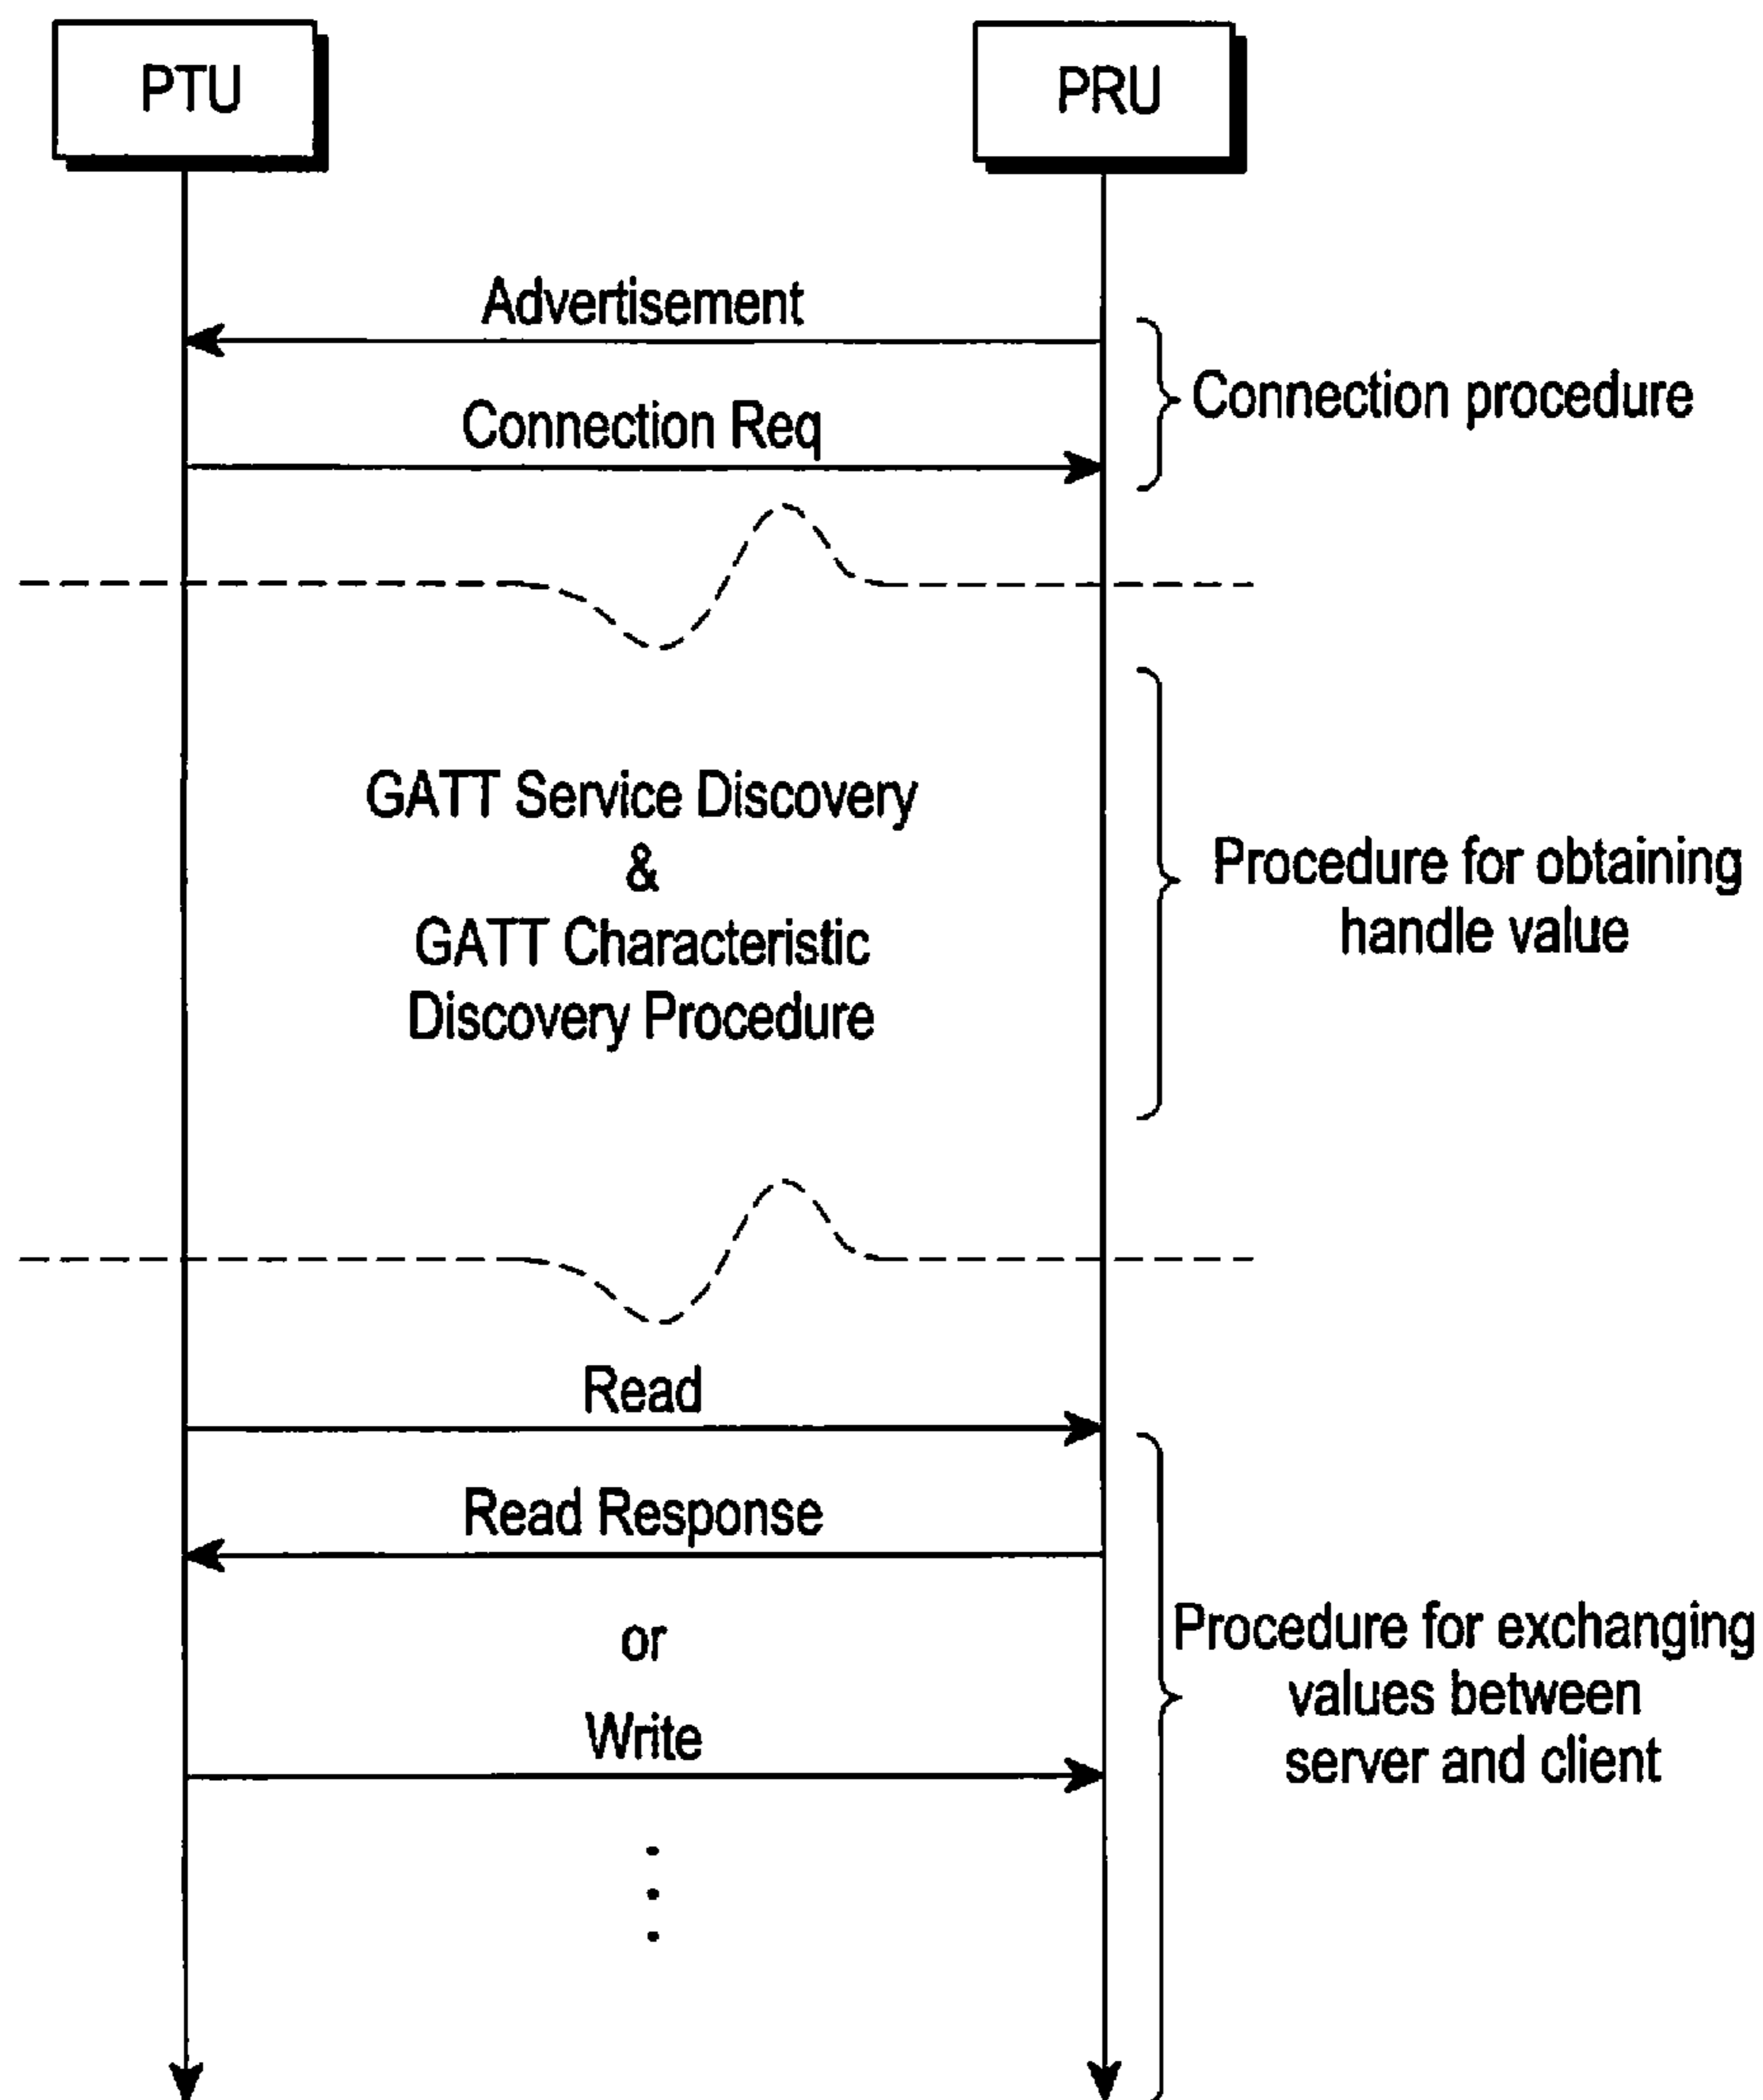 PTU
PRU
Advertisement
Connection Req
Connection procedure
GATT Service Discovery
&
GATT Characteristic
Discovery Procedure
Procedure for obtaining
handle value
Read
Read Response
or
Write
Procedure for exchanging
values between
server and client